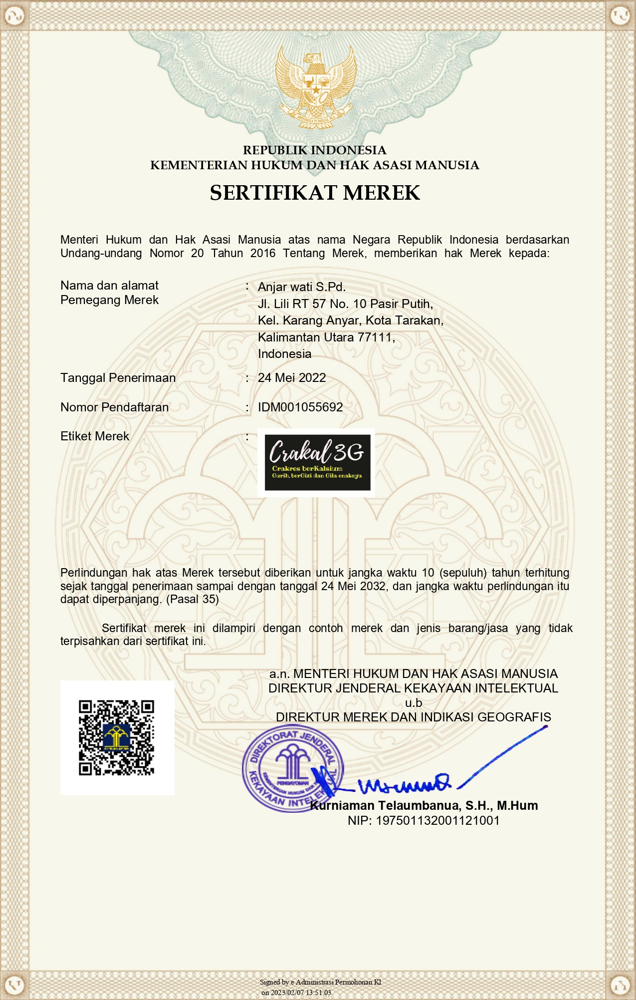 BHINNEKA TUNGGAL IKA
REPUBLIK INDONESIA
KEMENTERIAN HUKUM DAN HAK ASASI MANUSIA
SERTIFIKAT MEREK
Menteri Hukum dan Hak Asasi Manusia atas nama Negara Republik Indonesia berdasarkan
Undang-undang Nomor 20 Tahun 2016 Tentang Merek, memberikan hak Merek kepada:
Nama dan alamat
Pemegang Merek
: Anjar wati S.Pd.
Jl. Lili RT 57 No. 10 Pasir Putih,
Kel. Karang Anyar, Kota Tarakan,
Kalimantan Utara 77111,
Indonesia
Tanggal Penerimaan : 24 Mei 2022
Nomor Pendaftaran : IDM001055692
Etiket Merek :
Crakal 3G
Crakres berKalsium
Gurih, berGizi dan Gila enaknya
Perlindungan hak atas Merek tersebut diberikan untuk jangka waktu 10 (sepuluh) tahun terhitung
sejak tanggal penerimaan sampai dengan tanggal 24 Mei 2032, dan jangka waktu perlindungan itu
dapat diperpanjang. (Pasal 35)
Sertifikat merek ini dilampiri dengan contoh merek dan jenis barang/jasa yang tidak
terpisahkan dari sertifikat ini.
a.n. MENTERI HUKUM DAN HAK ASASI MANUSIA
DIREKTUR JENDERAL KEKAYAAN INTELEKTUAL
u.b
DIREKTUR MEREK DAN INDIKASI GEOGRAFIS
DIREKTORAT JENDERAL
KEKAYAAN INTELEKTUAL
PENGAYOMAN
KEMENTERIAN HUKUM DAN
Kurniaman Telaumbanua, S.H., M.Hum
NIP: 197501132001121001
Signed by e Administrasi Permohonan KI
on 2023/02/07 13:51:03